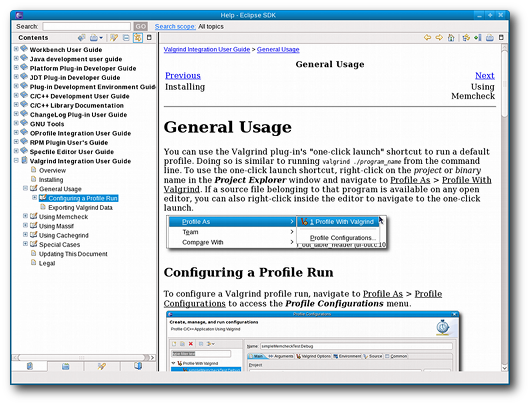 Help - Eclipse SDK
Search:
GO
Search scope: All topics
Contents
Workbench User Guide
Java development user guide
Platform Plug-in Developer Guide
JDT Plug-in Developer Guide
Plug-in Development Environment Guide
C/C++ Development User Guide
C/C++ Library Documentation
ChangeLog Plug-in User Guide
GNU Tools
OProfile Integration User Guide
RPM Plugin User's Guide
Specfile Editor User Guide
Valgrind Integration User Guide
Overview
Installing
General Usage
Configuring a Profile Run
Exporting Valgrind Data
Using Memcheck
Using Massif
Using Cachegrind
Special Cases
Updating This Document
Legal
Valgrind Integration User Guide > General Usage
General Usage
Previous Next
Installing Using
Memcheck
General Usage
You can use the Valgrind plug-in's "one-click launch" shortcut to run a default
profile. Doing so is similar to running valgrind ./program_name from the command
line. To use the one-click launch shortcut, right-click on the project or binary
name in the Project Explorer window and navigate to Profile As > Profile With
Valgrind. If a source file belonging to that program is available on any open
editor, you can also right-click inside the editor to navigate to the one-click
launch.
Profile As
1 Profile With Valgrind
Team
Profile Configurations...
Compare With
Configuring a Profile Run
To configure a Valgrind profile run, navigate to Profile As > Profile
Configurations to access the Profile Configurations menu.
Profile Configurations
Create, manage, and run configurations
Profile C/C++ Application Using Valgrind
Name: simpleMemcheckTest Debug
type filter text
Main Arguments Valgrind Options Environment Source Common
Profile With Valgrind
Project: